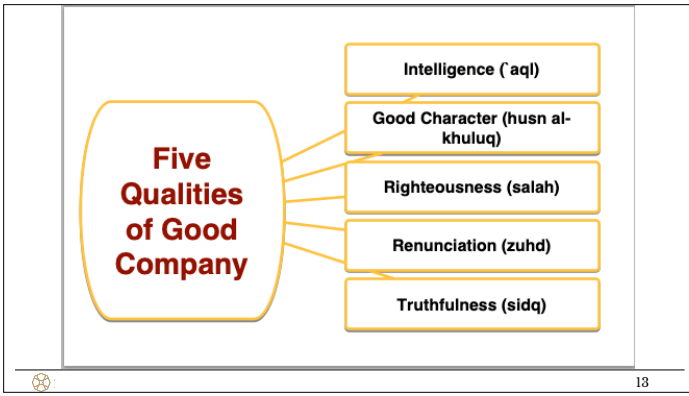 Five
Qualities
of Good
Company
Intelligence (`aql)
Good Character (husn al-
khuluq)
Righteousness (salah)
Renunciation (zuhd)
Truthfulness (sidq)
13